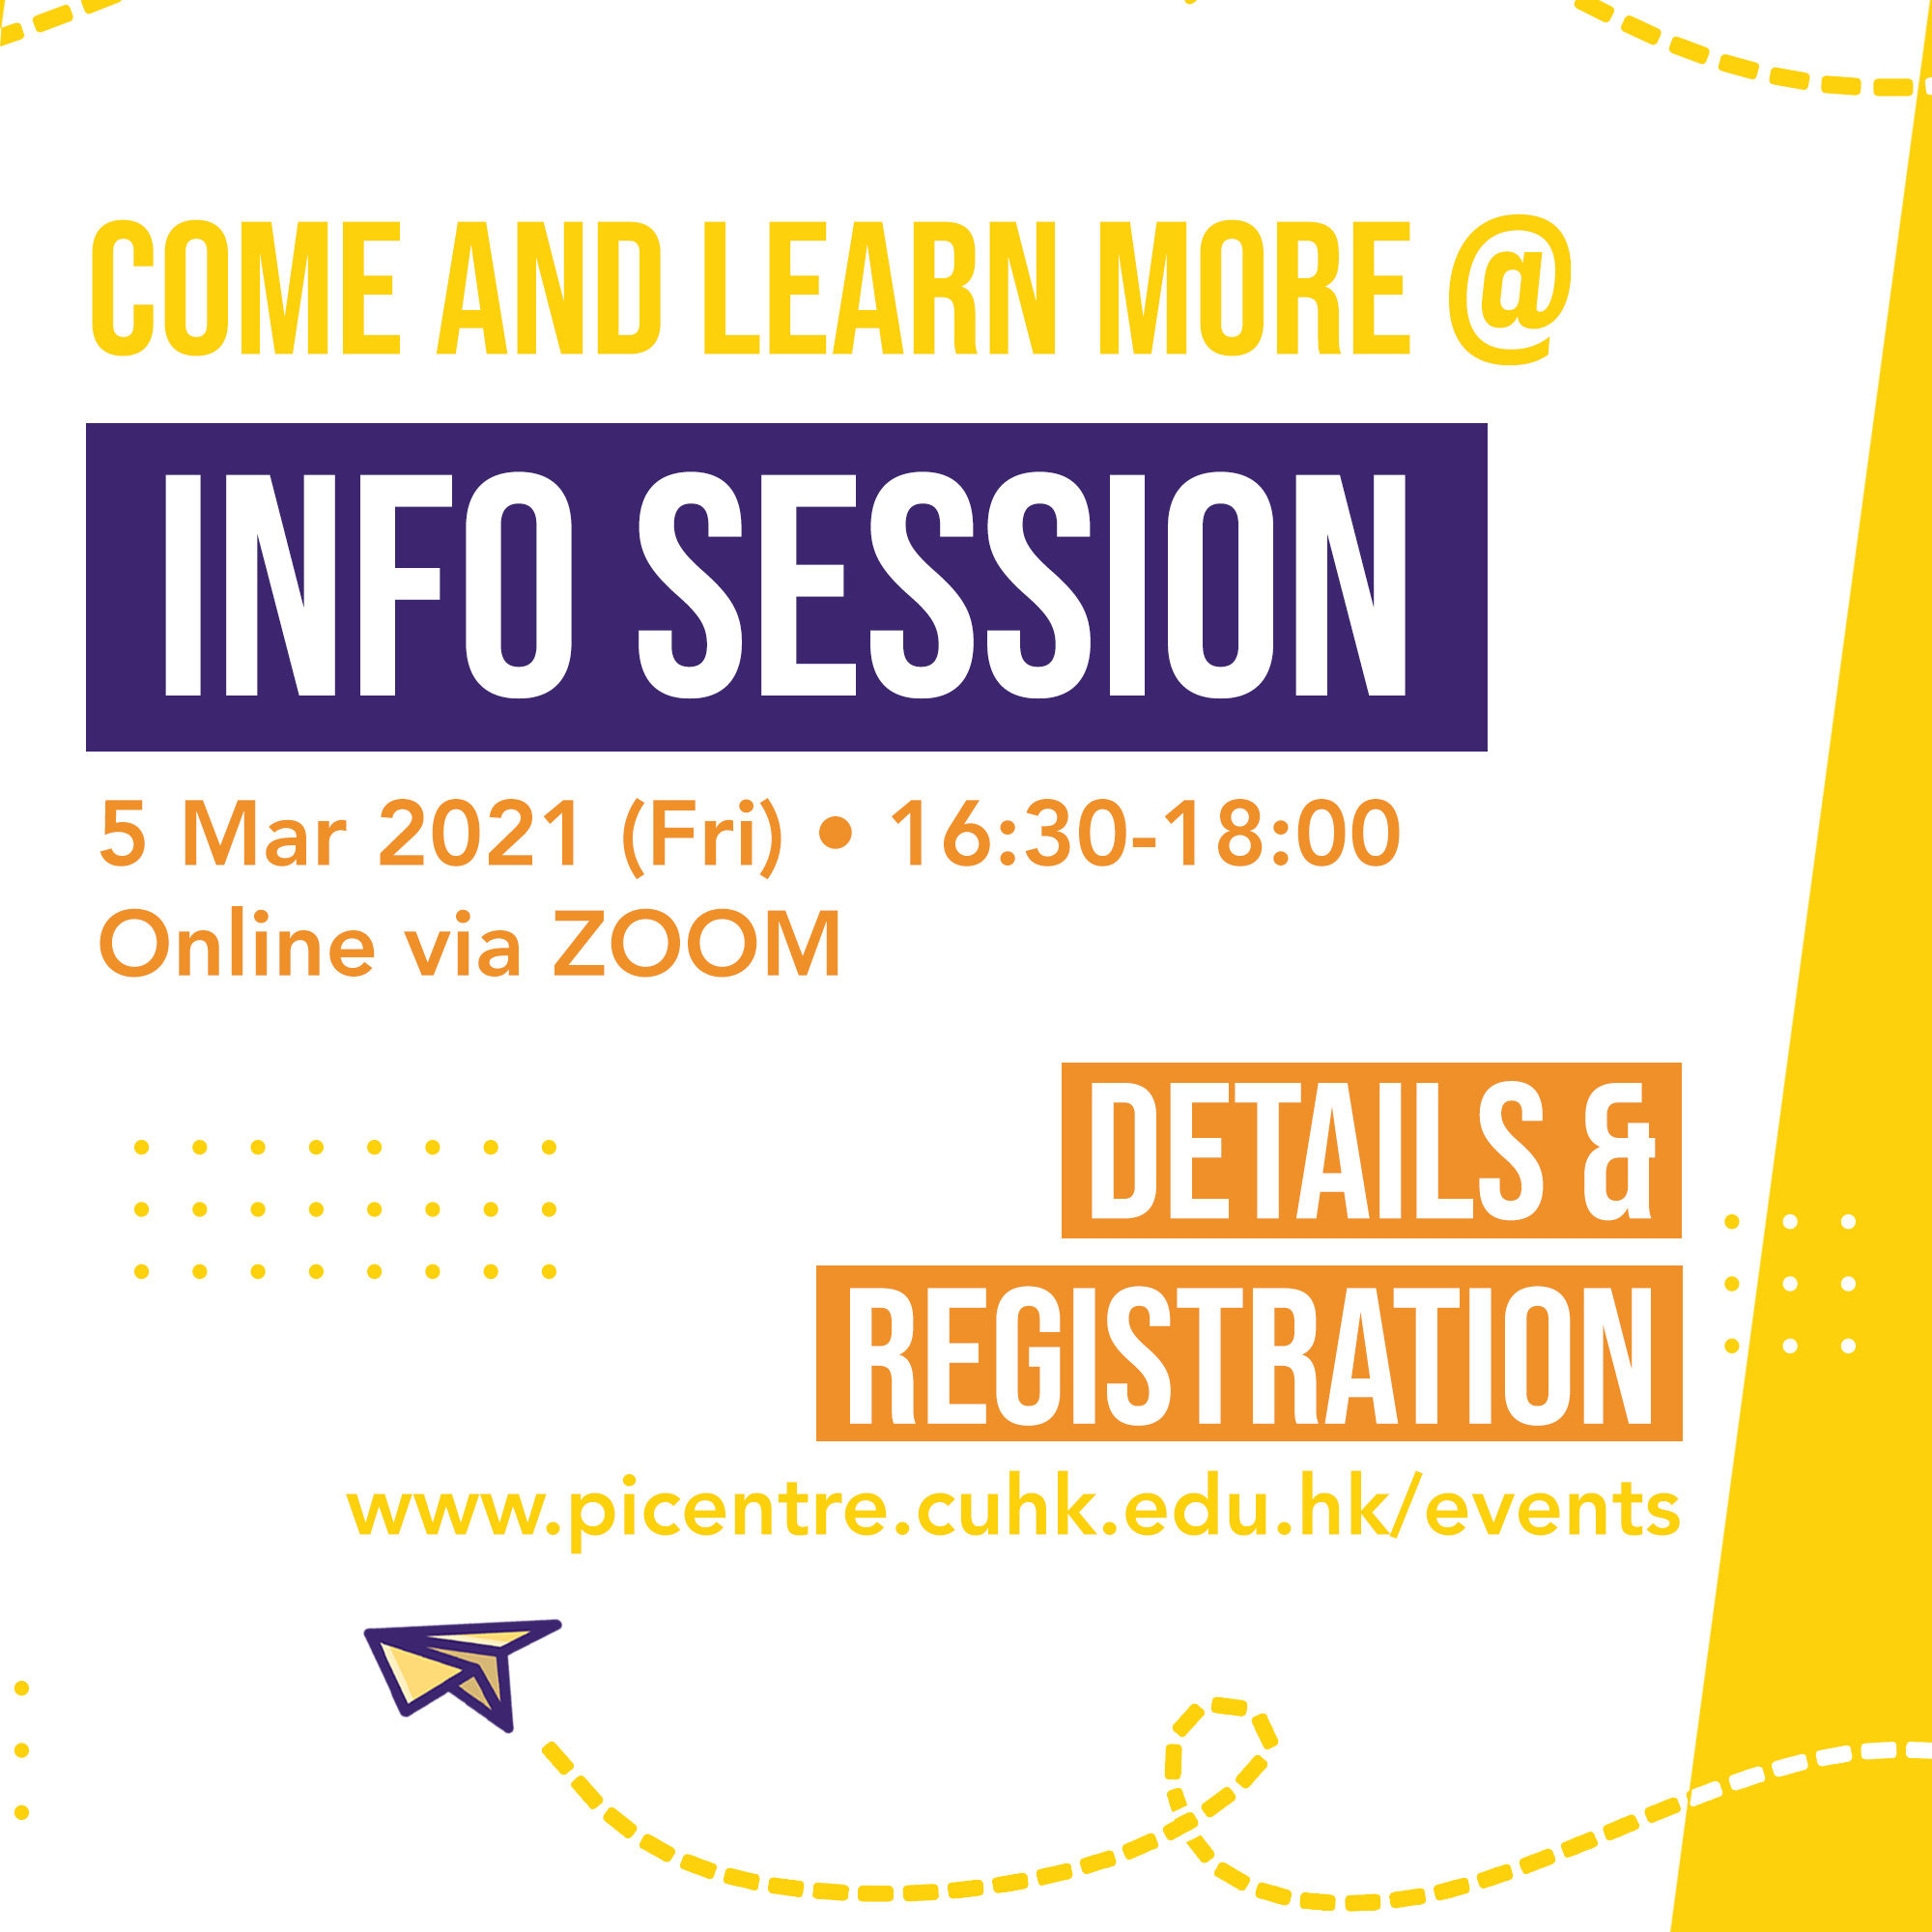 COME AND LEARN MORE @
INFO SESSION
5 Mar 2021 (Fri) • 16:30-18:00
Online via ZOOM
DETAILS &
REGISTRATION
www.picentre.cuhk.edu.hk/events